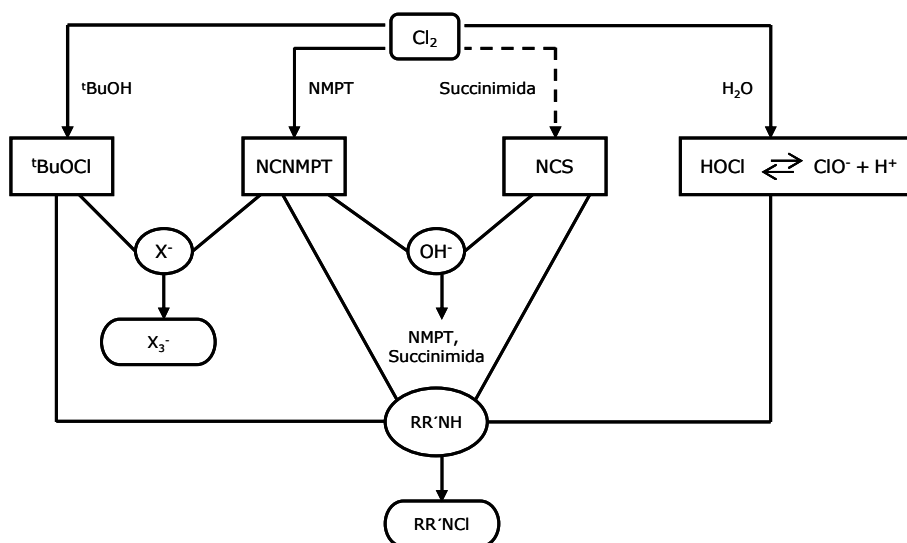 Cl₂
ᵗBuOH
NMPT
Succinimida
H₂O
ᵗBuOCl
NCNMPT
NCS
HOCl ⇌ ClO⁻ + H⁺
X⁻
OH⁻
X₃⁻
NMPT,
Succinimida
RR´NH
RR´NCl